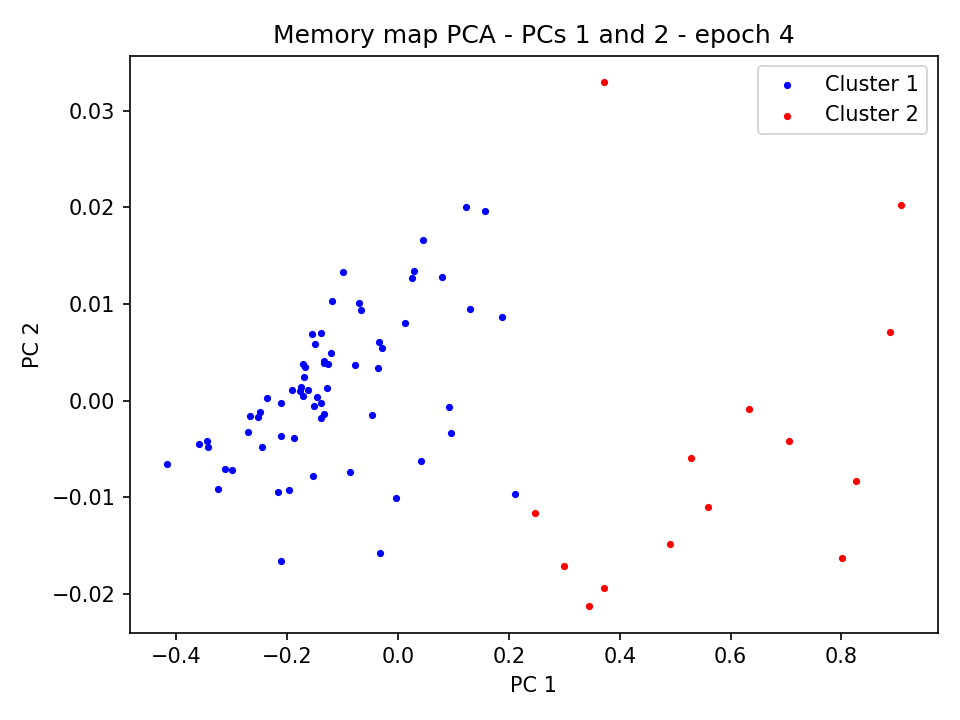 Memory map PCA - PCs 1 and 2 - epoch 4
Cluster 1
Cluster 2
PC 2
0.03
0.02
0.01
0.00
−0.01
−0.02
−0.4
−0.2
0.0
0.2
0.4
0.6
0.8
PC 1